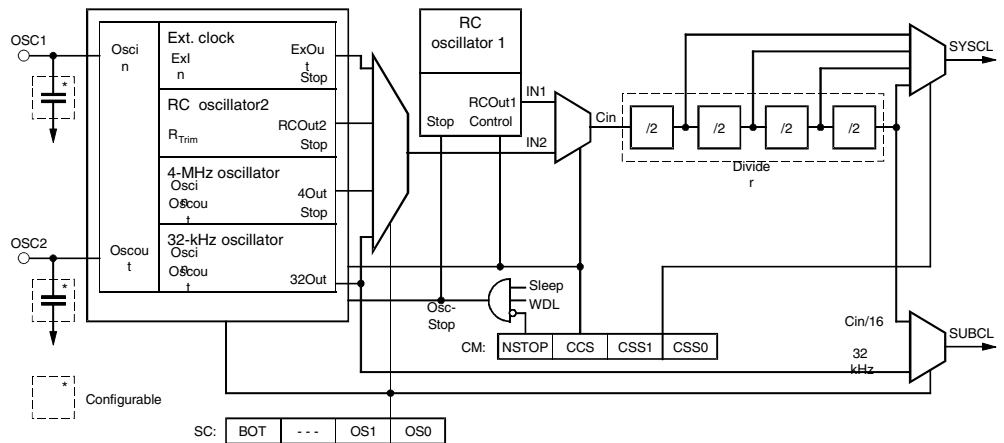 OSC1
Osci
n
Ext. clock
ExI
n
ExOu
t
Stop
RC oscillator2
RTrim
RCOut2
Stop
4-MHz oscillator
Osci
n
Oscou
t
4Out
Stop
32-kHz oscillator
Osci
n
Oscou
t
32Out
OSC2
Oscou
t
*
*
RC
oscillator 1
RCOut1
Stop
Control
IN1
IN2
Cin
/2
/2
/2
/2
Divide
r
SYSCL
Osc-
Stop
Sleep
WDL
CM:
NSTOP
CCS
CSS1
CSS0
Cin/16
32
kHz
SUBCL
*
Configurable
SC:
BOT
- - -
OS1
OS0